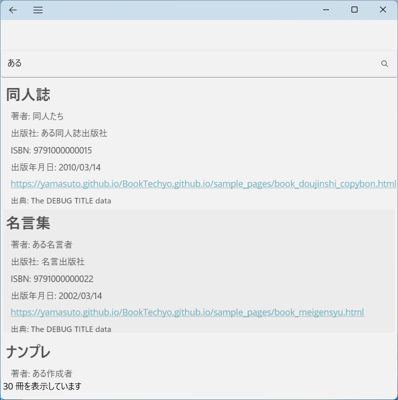 ある
同人誌
著者: 同人たち
出版社: ある同人誌出版社
ISBN: 9791000000015
出版年月日: 2010/03/14
https://yamasuto.github.io/BookTechyo.github.io/sample_pages/book_doujinshi_copybon.html
出典: The DEBUG TITLE data
名言集
著者: ある名言者
出版社: 名言出版社
ISBN: 9791000000022
出版年月日: 2002/03/14
https://yamasuto.github.io/BookTechyo.github.io/sample_pages/book_meigensyu.html
出典: The DEBUG TITLE data
ナンプレ
著者: ある作成者
30 冊を表示しています